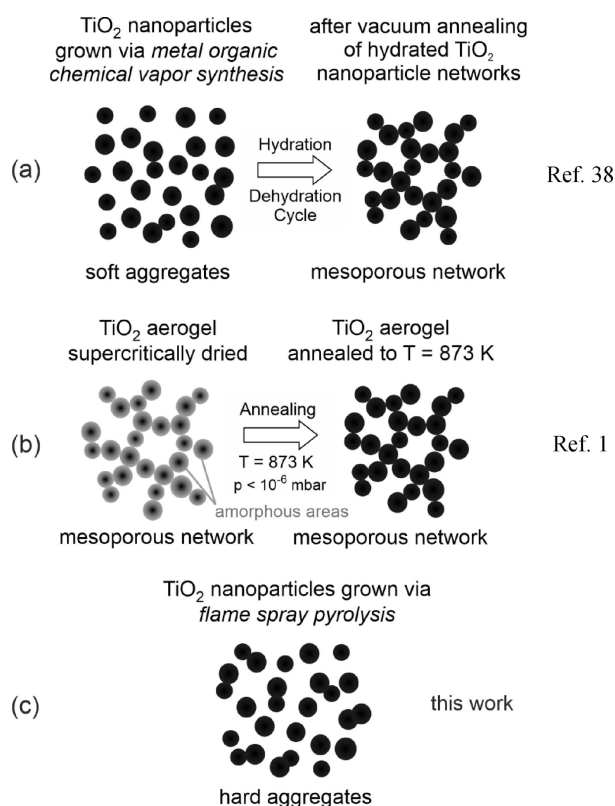 TiO2 nanoparticles
grown via metal organic
chemical vapor synthesis
after vacuum annealing
of hydrated TiO2
nanoparticle networks
(a)
Hydration
Dehydration
Cycle
Ref. 38
soft aggregates
mesoporous network
TiO2 aerogel
supercritically dried
TiO2 aerogel
annealed to T = 873 K
(b)
Annealing
T = 873 K
p < 10-6 mbar
Ref. 1
amorphous areas
mesoporous network
mesoporous network
TiO2 nanoparticles grown via
flame spray pyrolysis
(c)
this work
hard aggregates